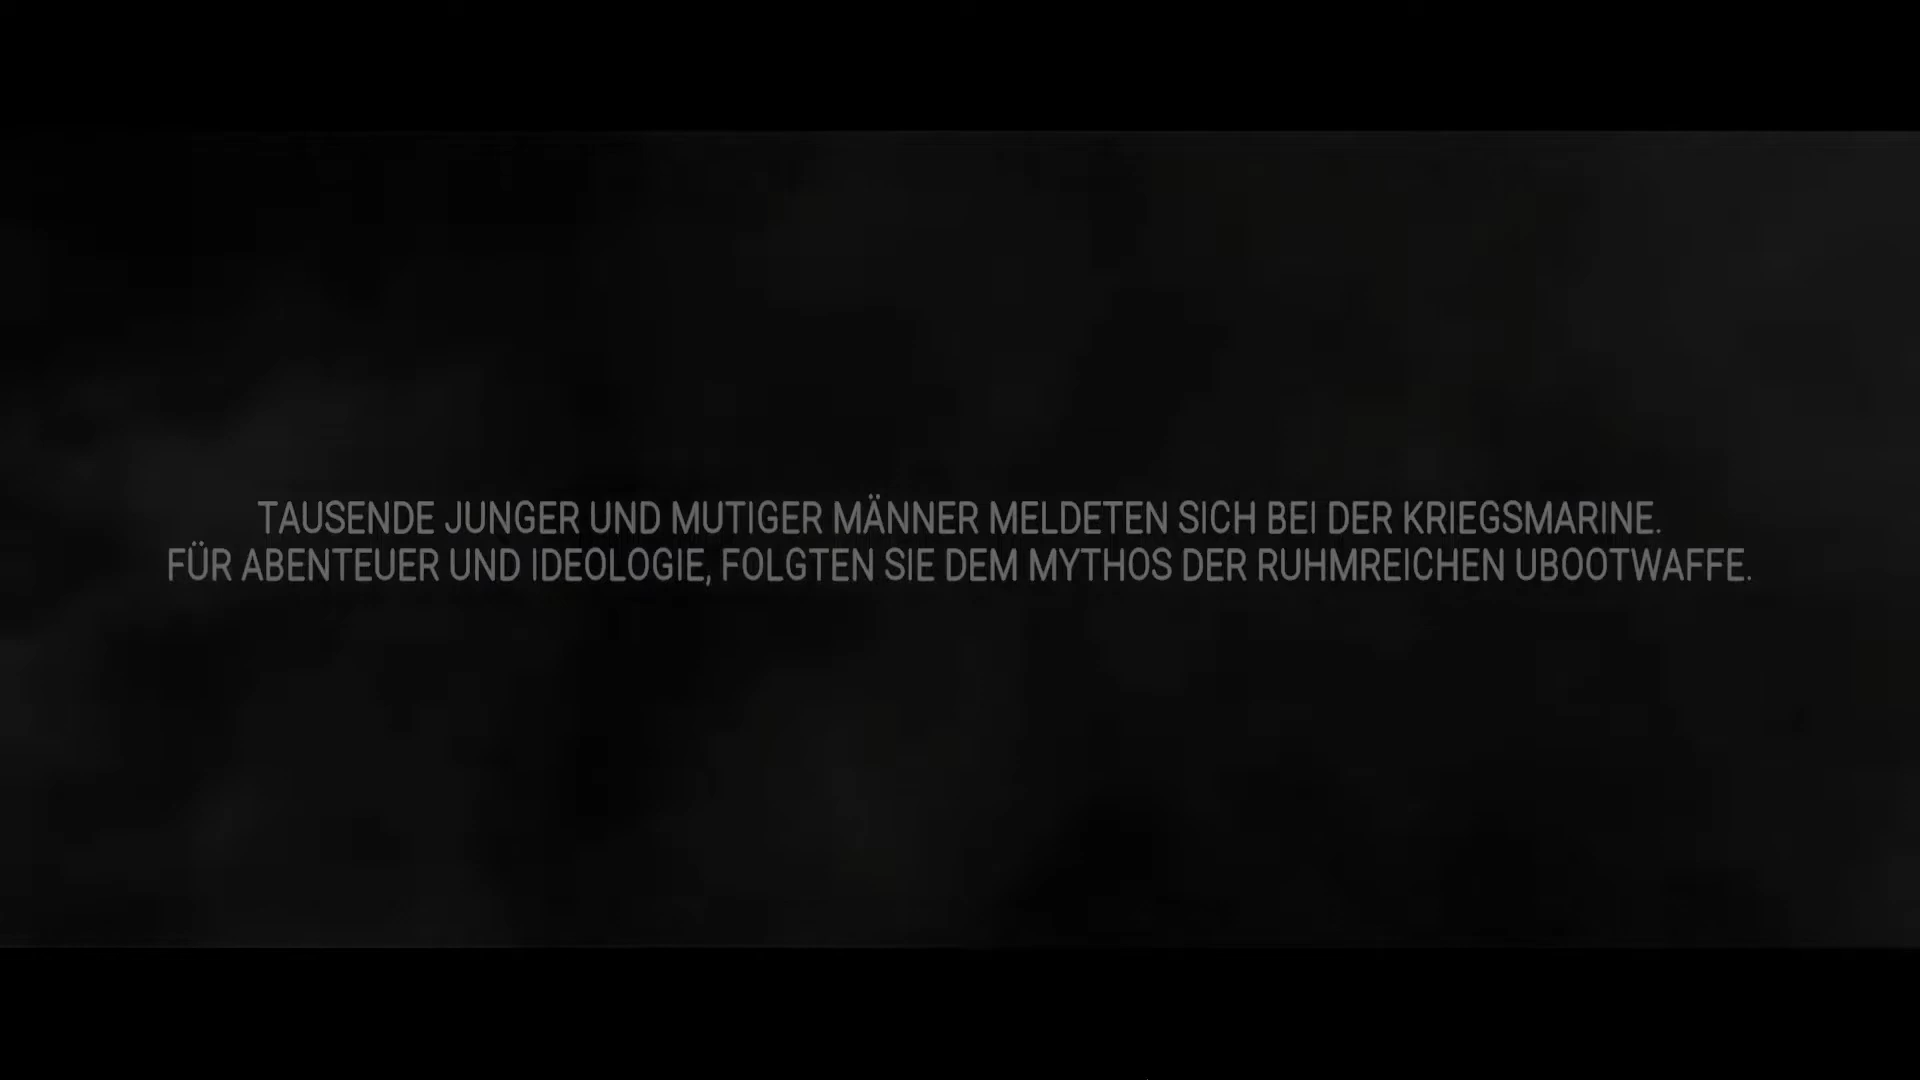 TAUSENDE JUNGER UND MUTIGER MÄNNER MELDETEN SICH BEI DER KRIEGSMARINE.
FÜR ABENTEUER UND IDEOLOGIE, FOLGTEN SIE DEM MYTHOS DER RUHMREICHEN UBOOTWAFFE.